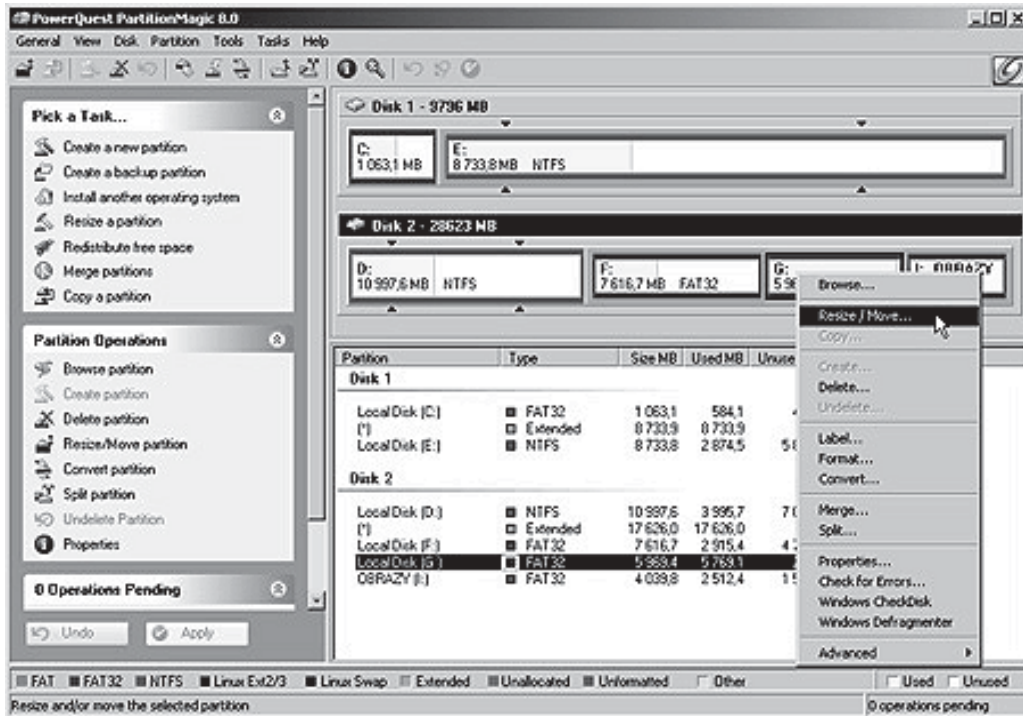 PowerQuest PartitionMagic 8.0
General View Disk Partition Tools Tasks Help
Pick a Task...
Create a new partition
Create a backup partition
Install another operating system
Resize a partition
Redistribute free space
Merge partitions
Copy a partition
Partition Operations
Browse partition
Create partition
Delete partition
Resize/Move partition
Convert partition
Split partition
Undelete Partition
Properties
0 Operations Pending
Undo Apply
Disk 1 - 9796 MB
C: E:
1 063,1 MB 8 733,8 MB NTFS
Disk 2 - 28623 MB
D: F: G: I: OBRAZY
10 997,6 MB NTFS 7 616,7 MB FAT32 5 96
Partition Type Size MB Used MB Unuse
Disk 1
Local Disk (C:) FAT32 1 063,1 584,1
(*) Extended 8 733,9 8 733,9
Local Disk (E:) NTFS 8 733,8 2 874,5 5
Disk 2
Local Disk (D:) NTFS 10 997,6 3 995,7 7
(*) Extended 17 626,0 17 626,0
Local Disk (F:) FAT32 7 616,7 2 915,4 4
Local Disk (G:) FAT32 5 969,4 5 769,1
OBRAZY (I:) FAT32 4 039,8 2 512,4 1
Browse...
Resize / Move...
Copy...
Create...
Delete...
Undelete...
Label...
Format...
Convert...
Merge...
Split...
Properties...
Check for Errors...
Windows CheckDisk
Windows Defragmenter
Advanced
FAT FAT32 NTFS Linux Ext2/3 Linux Swap Extended Unallocated Unformatted Other Used Unused
Resize and/or move the selected partition 0 operations pending